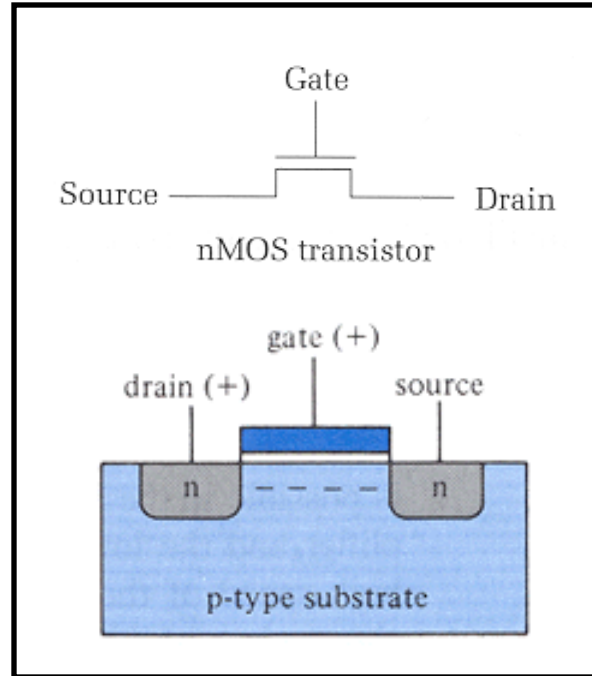 Gate
Source Drain
nMOS transistor
gate (+)
drain (+) source
n n
p-type substrate